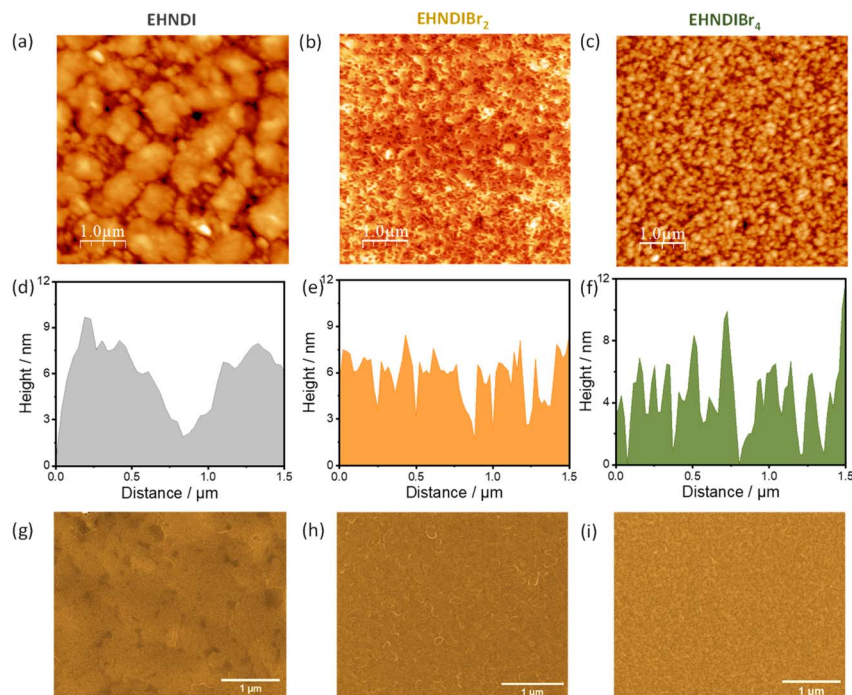 EHNDI
EHNDIBr₂
EHNDIBr₄
(a)
(b)
(c)
1.0µm
1.0µm
1.0µm
(d)
12
9
6
3
0
Height / nm
0.0
0.5
1.0
1.5
Distance / µm
(e)
12
9
6
3
0
Height / nm
0.0
0.5
1.0
1.5
Distance / µm
(f)
12
8
4
0
Height / nm
0.0
0.5
1.0
1.5
Distance / µm
(g)
(h)
(i)
1 µm
1 µm
1 µm